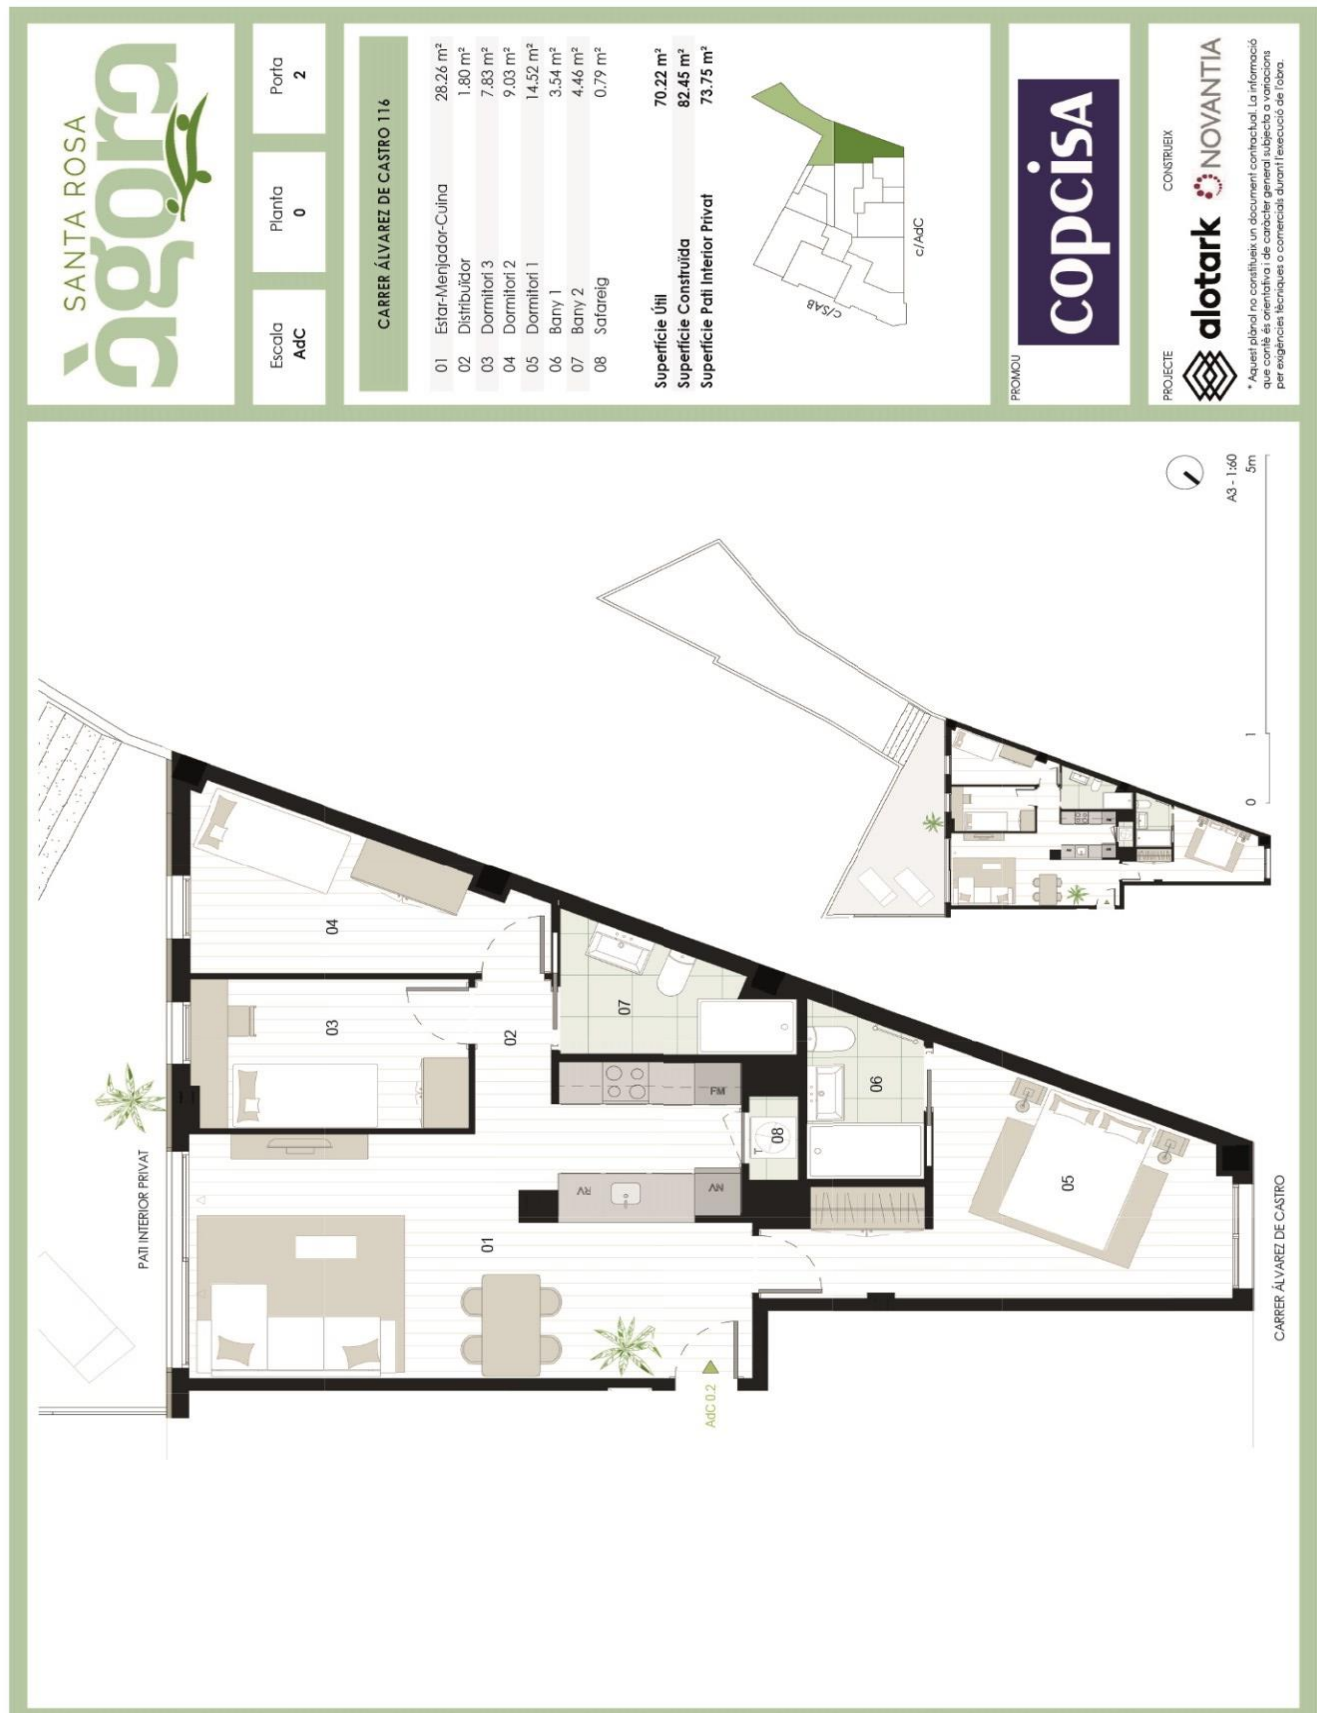 SANTA ROSA
àgora
Escala
AdC
Planta
0
Porta
2
CARRER ÁLVAREZ DE CASTRO 116
01 Estar-Menjador-Cuina 28.26 m²
02 Distribuïdor 1.80 m²
03 Dormitori 3 7.83 m²
04 Dormitori 2 9.03 m²
05 Dormitori 1 14.52 m²
06 Bany 1 3.54 m²
07 Bany 2 4.46 m²
08 Safareig 0.79 m²
Superfície Útil 70.22 m²
Superfície Construïda 82.45 m²
Superfície Pati Interior Privat 73.75 m²
c/SAB
c/AdC
PROMOU
copcisa
PROJECTE
CONSTRUEIX
alotark
NOVANTIA
* Aquest plànol no constitueix un document contractual. La informació
que conté és orientativa i de caràcter general subjecta a variacions
per exigències tècniques o comercials durant l'execució de l'obra.
PATI INTERIOR PRIVAT
04
03
02
07
01
RV
NV
FM
T
08
06
05
AdC 0.2
CARRER ÁLVAREZ DE CASTRO
A3 - 1:60
0
1
5m